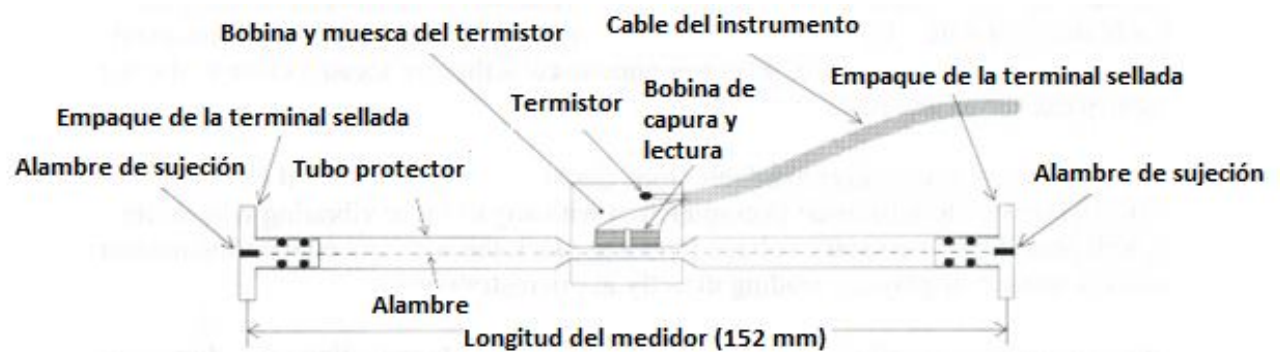 Bobina y muesca del termistor
Cable del instrumento
Empaque de la terminal sellada
Termistor
Bobina de
capura y
lectura
Empaque de la terminal sellada
Alambre de sujeción
Tubo protector
Alambre de sujeción
Alambre
Longitud del medidor (152 mm)